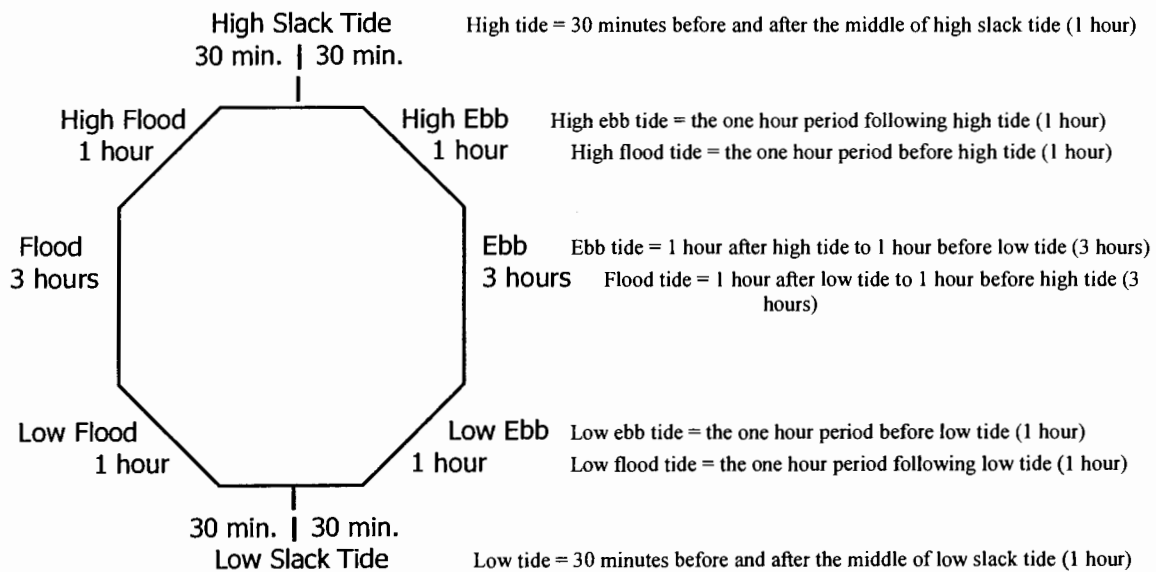 High Slack Tide
High tide = 30 minutes before and after the middle of high slack tide (1 hour)
30 min. | 30 min.
High Flood
1 hour
High Ebb
1 hour
High ebb tide = the one hour period following high tide (1 hour)
High flood tide = the one hour period before high tide (1 hour)
Flood
3 hours
Ebb
3 hours
Ebb tide = 1 hour after high tide to 1 hour before low tide (3 hours)
Flood tide = 1 hour after low tide to 1 hour before high tide (3
hours)
Low Flood
1 hour
Low Ebb
1 hour
Low ebb tide = the one hour period before low tide (1 hour)
Low flood tide = the one hour period following low tide (1 hour)
30 min. | 30 min.
Low Slack Tide
Low tide = 30 minutes before and after the middle of low slack tide (1 hour)